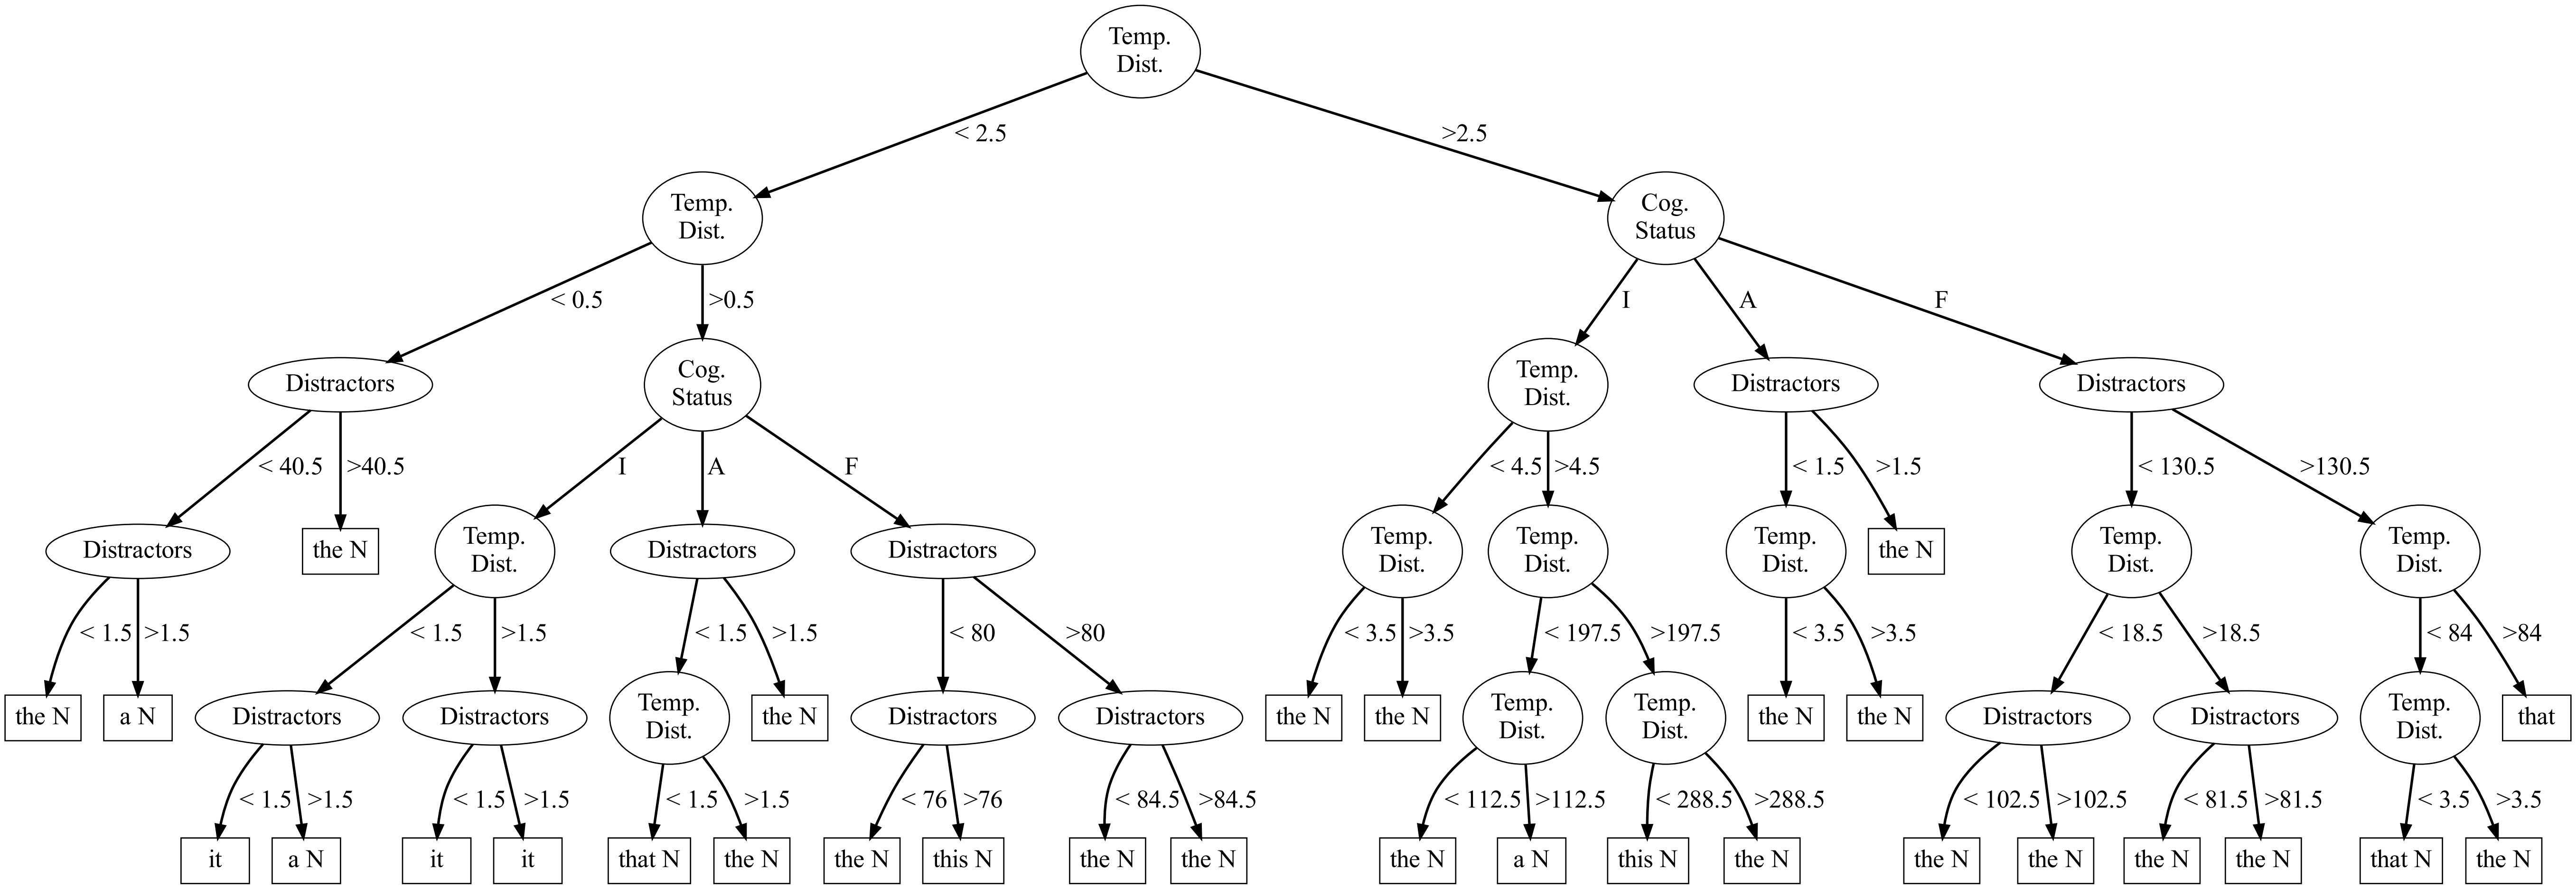 Temp.
Dist.
< 2.5
>2.5
Temp.
Dist.
Cog.
Status
< 0.5
>0.5
I
A
F
Distractors
Cog.
Status
Temp.
Dist.
Distractors
Distractors
< 40.5
>40.5
I
A
F
< 4.5
>4.5
< 1.5
>1.5
< 130.5
>130.5
Distractors
the N
Temp.
Dist.
Distractors
Distractors
Temp.
Dist.
Temp.
Dist.
Temp.
Dist.
the N
Temp.
Dist.
Temp.
Dist.
< 1.5
>1.5
< 1.5
>1.5
< 1.5
>1.5
< 80
>80
< 3.5
>3.5
< 197.5
>197.5
< 3.5
>3.5
< 18.5
>18.5
< 84
>84
the N
a N
Distractors
Distractors
Temp.
Dist.
the N
Distractors
Distractors
the N
the N
Temp.
Dist.
Temp.
Dist.
the N
the N
Distractors
Distractors
Temp.
Dist.
that
< 1.5
>1.5
< 1.5
>1.5
< 1.5
>1.5
< 76
>76
< 84.5
>84.5
< 112.5
>112.5
< 288.5
>288.5
< 102.5
>102.5
< 81.5
>81.5
< 3.5
>3.5
it
a N
it
it
that N
the N
the N
this N
the N
the N
the N
a N
this N
the N
the N
the N
the N
the N
that N
the N